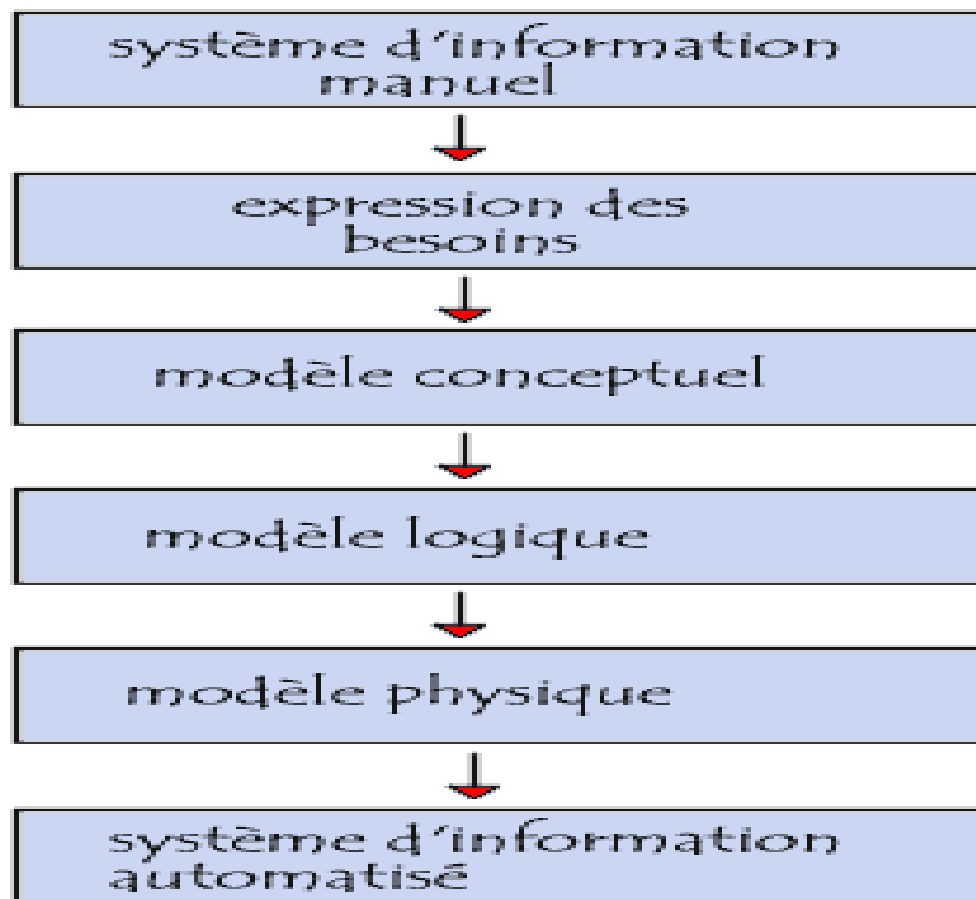 système d'information
manuel
expression des
besoins
modèle conceptuel
modèle logique
modèle physique
système d'information
automatisé